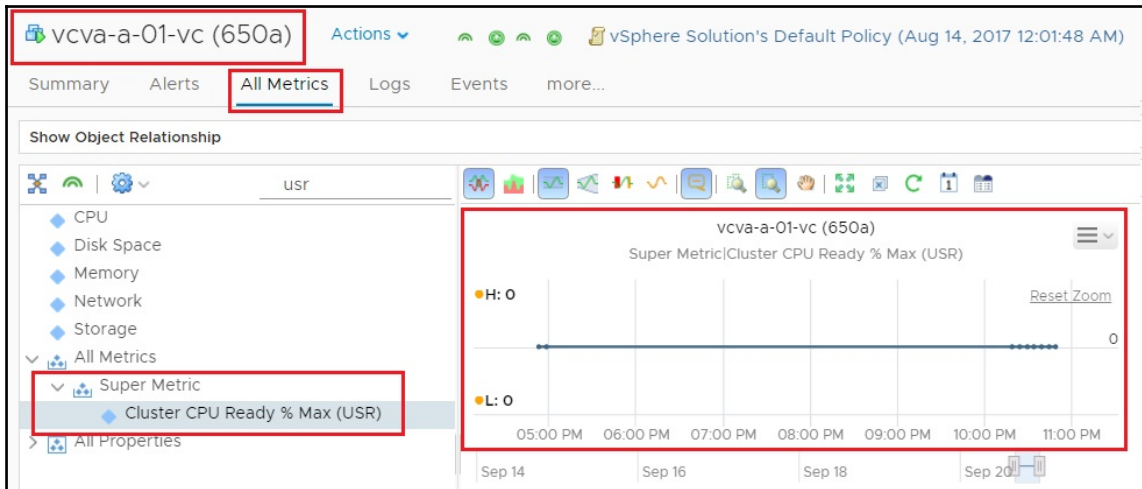 vcva-a-01-vc (650a) Actions vSphere Solution's Default Policy (Aug 14, 2017 12:01:48 AM)
Summary Alerts All Metrics Logs Events more...
Show Object Relationship
usr
CPU
Disk Space
Memory
Network
Storage
All Metrics
Super Metric
Cluster CPU Ready % Max (USR)
All Properties
1
vcva-a-01-vc (650a)
Super Metric|Cluster CPU Ready % Max (USR)
H: 0
Reset Zoom
0
L: 0
05:00 PM 06:00 PM 07:00 PM 08:00 PM 09:00 PM 10:00 PM 11:00 PM
Sep 14 Sep 16 Sep 18 Sep 20